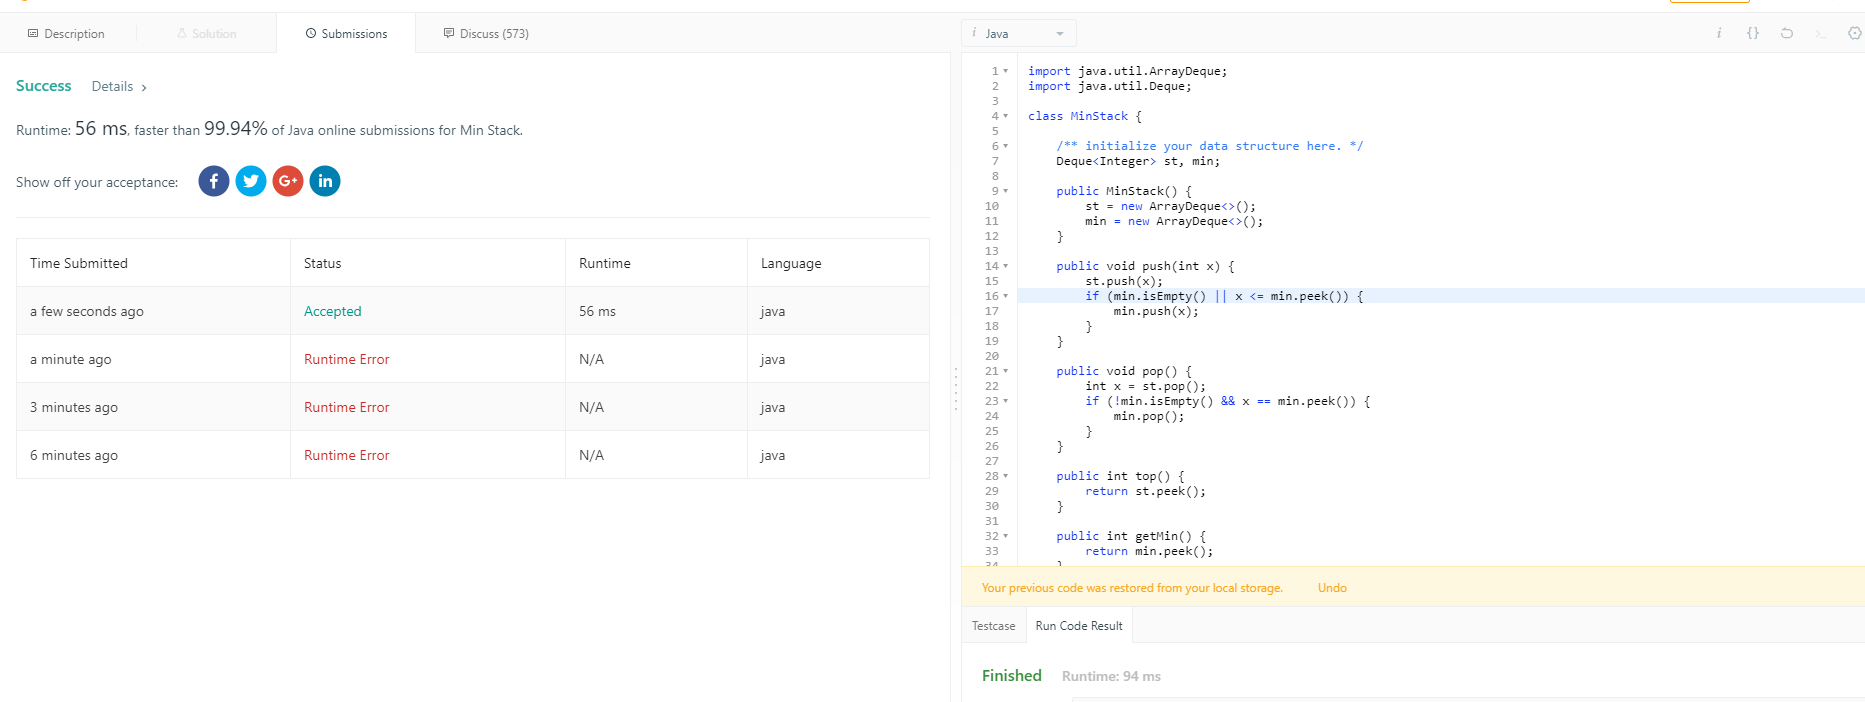 Description
Solution
Submissions
Discuss (573)
Success
Details
Runtime: 56 ms, faster than 99.94% of Java online submissions for Min Stack.
Show off your acceptance:
Time Submitted Status Runtime Language
a few seconds ago Accepted 56 ms java
a minute ago Runtime Error N/A java
3 minutes ago Runtime Error N/A java
6 minutes ago Runtime Error N/A java
i Java
i {}
1 import java.util.ArrayDeque;
2 import java.util.Deque;
3
4 class MinStack {
5
6 /** initialize your data structure here. */
7 Deque<Integer> st, min;
8
9 public MinStack() {
10 st = new ArrayDeque<>();
11 min = new ArrayDeque<>();
12 }
13
14 public void push(int x) {
15 st.push(x);
16 if (min.isEmpty() || x <= min.peek()) {
17 min.push(x);
18 }
19 }
20
21 public void pop() {
22 int x = st.pop();
23 if (!min.isEmpty() && x == min.peek()) {
24 min.pop();
25 }
26 }
27
28 public int top() {
29 return st.peek();
30 }
31
32 public int getMin() {
33 return min.peek();
34 }
Your previous code was restored from your local storage. Undo
Testcase
Run Code Result
Finished Runtime: 94 ms